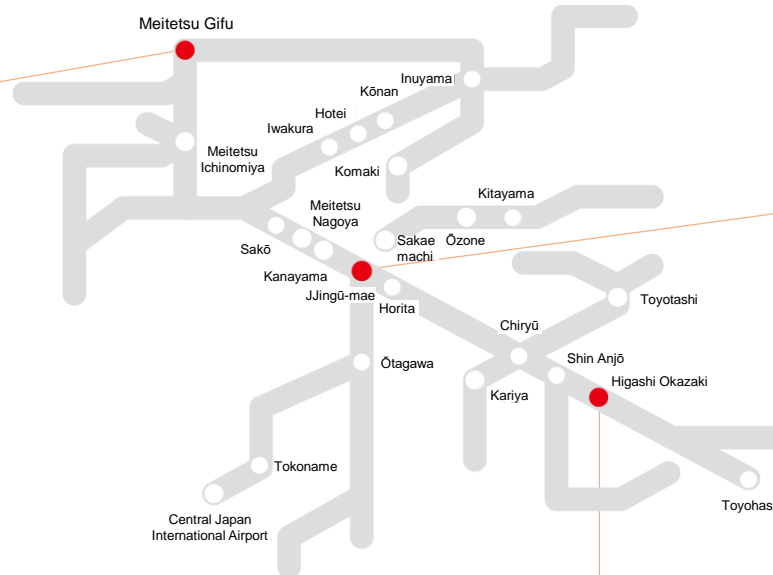 Meitetsu Gifu
Inuyama
Kōnan
Hotei
Iwakura
Meitetsu
Ichinomiya
Komaki
Kitayama
Meitetsu
Nagoya
Sakō
Sakae
machi
Ōzone
Kanayama
JJingū-mae
Horita
Toyotashi
Chiryū
Shin Anjō
Ōtagawa
Higashi Okazaki
Kariya
Tokoname
Toyohas
Central Japan
International Airport